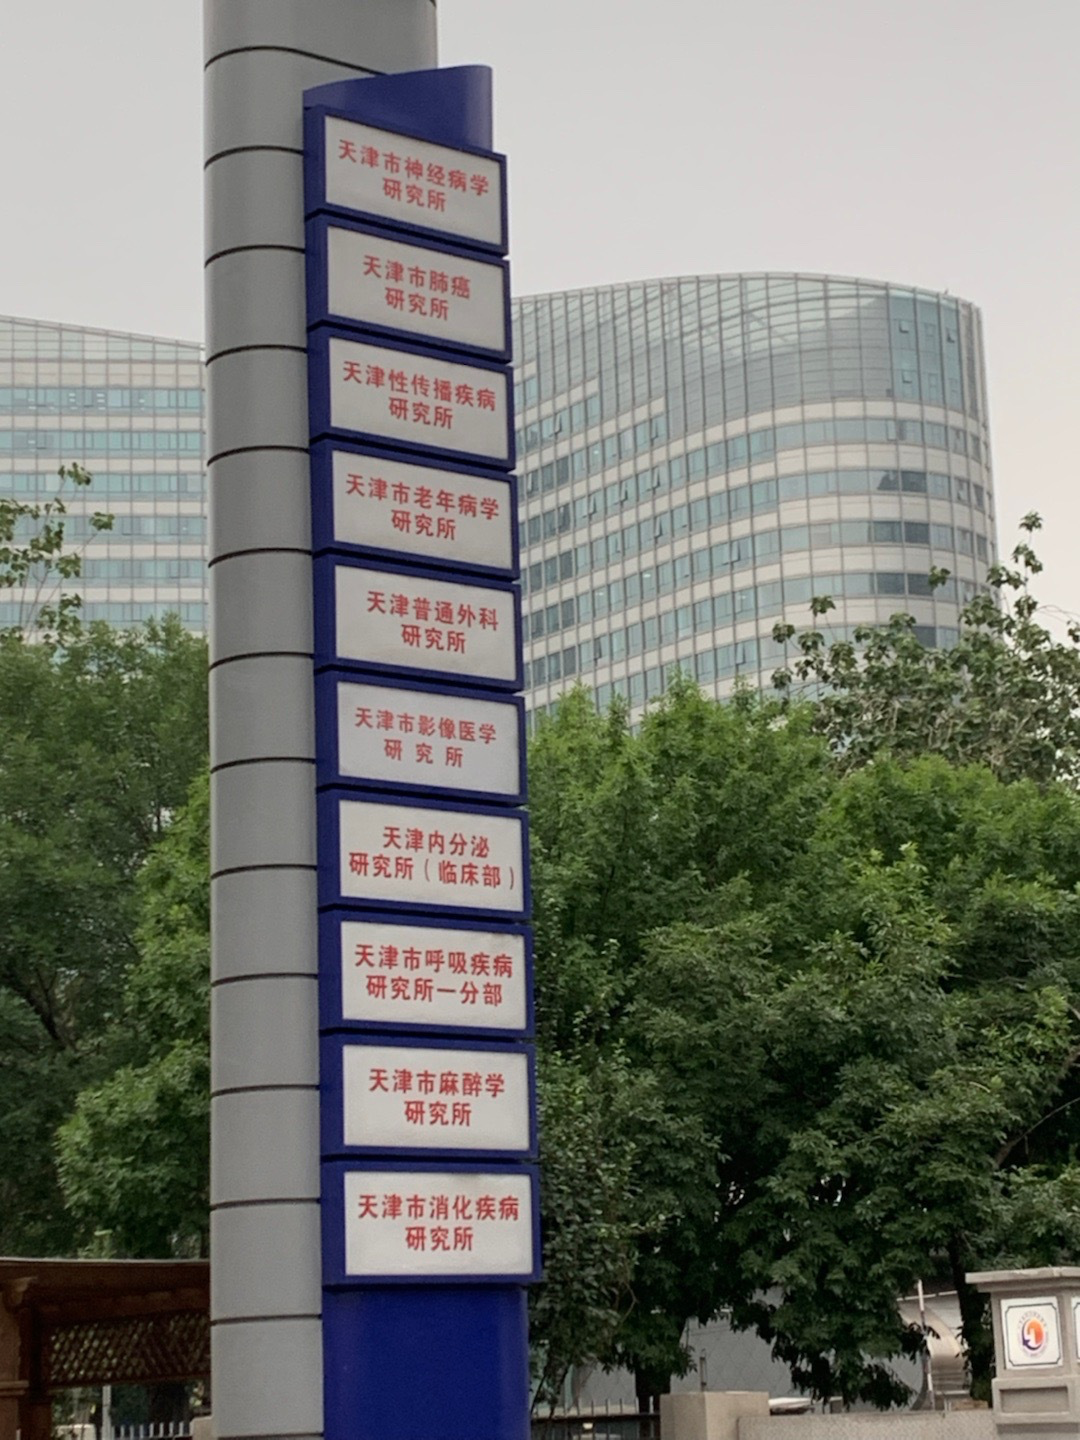 天津市神经病学
研究所
天津市肺癌
研究所
天津性传播疾病
研究所
天津市老年病学
研究所
天津普通外科
研究所
天津市影像医学
研究所
天津内分泌
研究所(临床部)
天津市呼吸疾病
研究所一分部
天津市麻醉学
研究所
天津市消化疾病
研究所